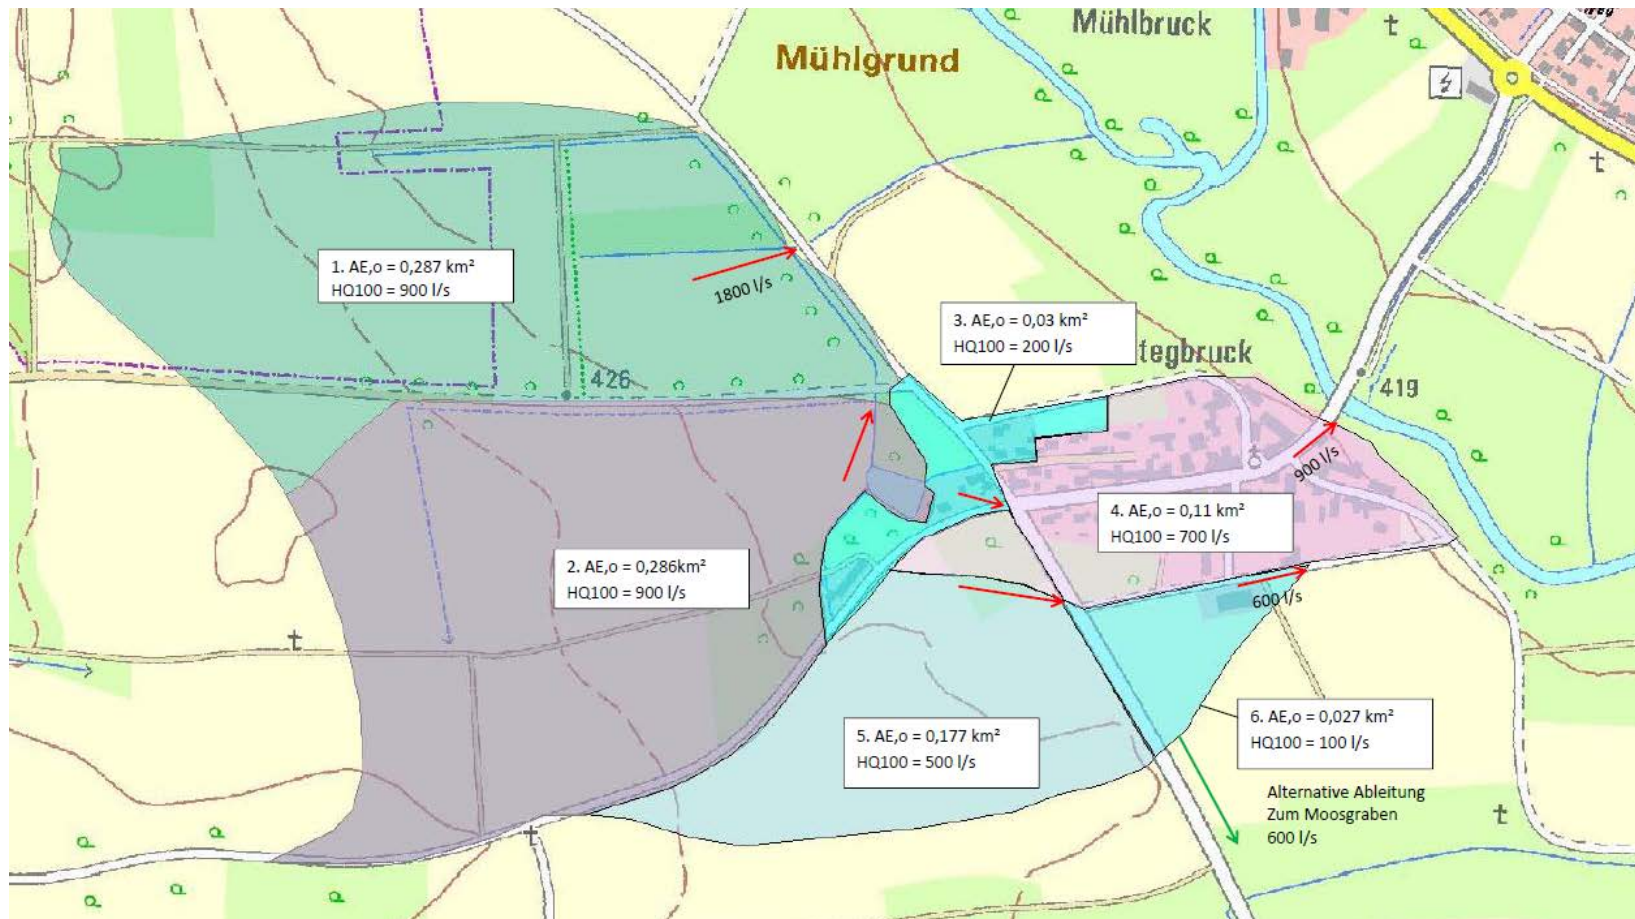 Mühlbruck
Mühlgrund
1. AE,o = 0,287 km²
HQ100 = 900 l/s
1800 l/s
3. AE,o = 0,03 km²
HQ100 = 200 l/s
tegbruck
426
419
900 l/s
4. AE,o = 0,11 km²
HQ100 = 700 l/s
2. AE,o = 0,286km²
HQ100 = 900 l/s
600 l/s
5. AE,o = 0,177 km²
HQ100 = 500 l/s
6. AE,o = 0,027 km²
HQ100 = 100 l/s
Alternative Ableitung
Zum Moosgraben
600 l/s